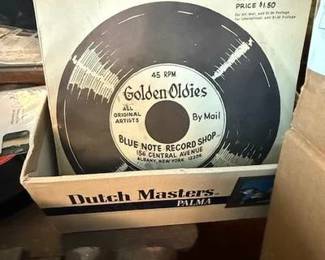 PRICE $1.50
45 RPM
Golden Oldies
ALL
ORIGINAL
ARTISTS
By Mail
BLUE NOTE RECORD SHOP
156 CENTRAL AVENUE
ALBANY, NEW YORK 12206
Dutch Masters
PALMA